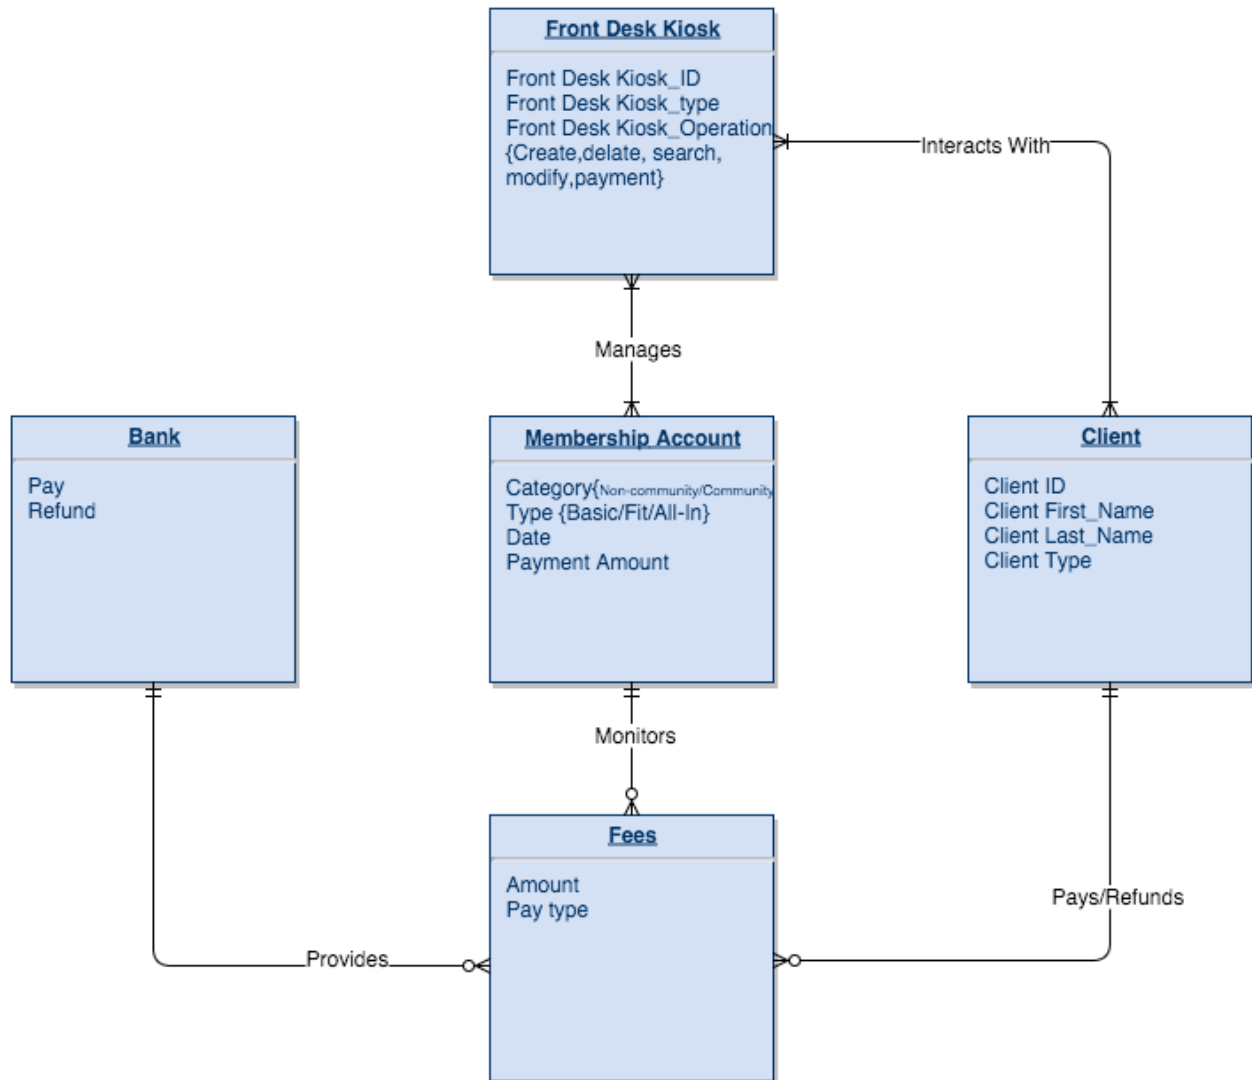 Front Desk Kiosk
Front Desk Kiosk_ID
Front Desk Kiosk_type
Front Desk Kiosk_Operation
{Create,delate, search,
modify,payment}
Interacts With
Manages
Bank
Pay
Refund
Membership Account
Category{Non-community/Community
Type {Basic/Fit/All-In}
Date
Payment Amount
Client
Client ID
Client First_Name
Client Last_Name
Client Type
Monitors
Fees
Amount
Pay type
Pays/Refunds
Provides